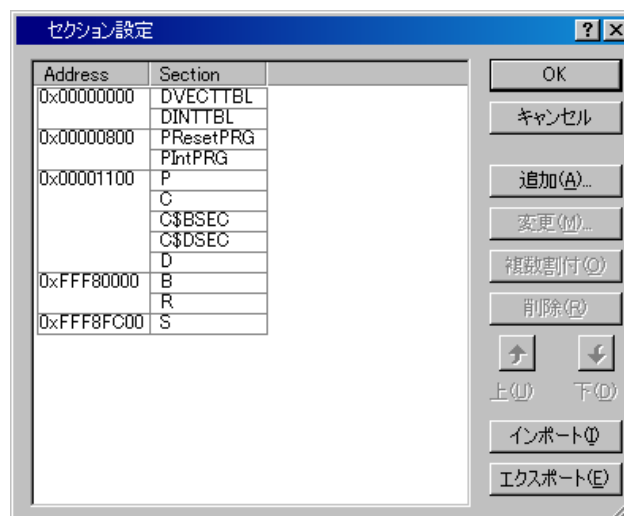 セクション設定
Address Section
0x00000000 DVECTTBL
DINTTBL
0x00000800 PResetPRG
PIntPRG
0x00001100 P
C
C$BSEC
C$DSEC
D
0xFFF80000 B
R
0xFFF8FC00 S
OK
キャンセル
追加(A)...
変更(M)...
複数割付(O)
削除(R)
上(U) 下(D)
インポート(I)
エクスポート(E)